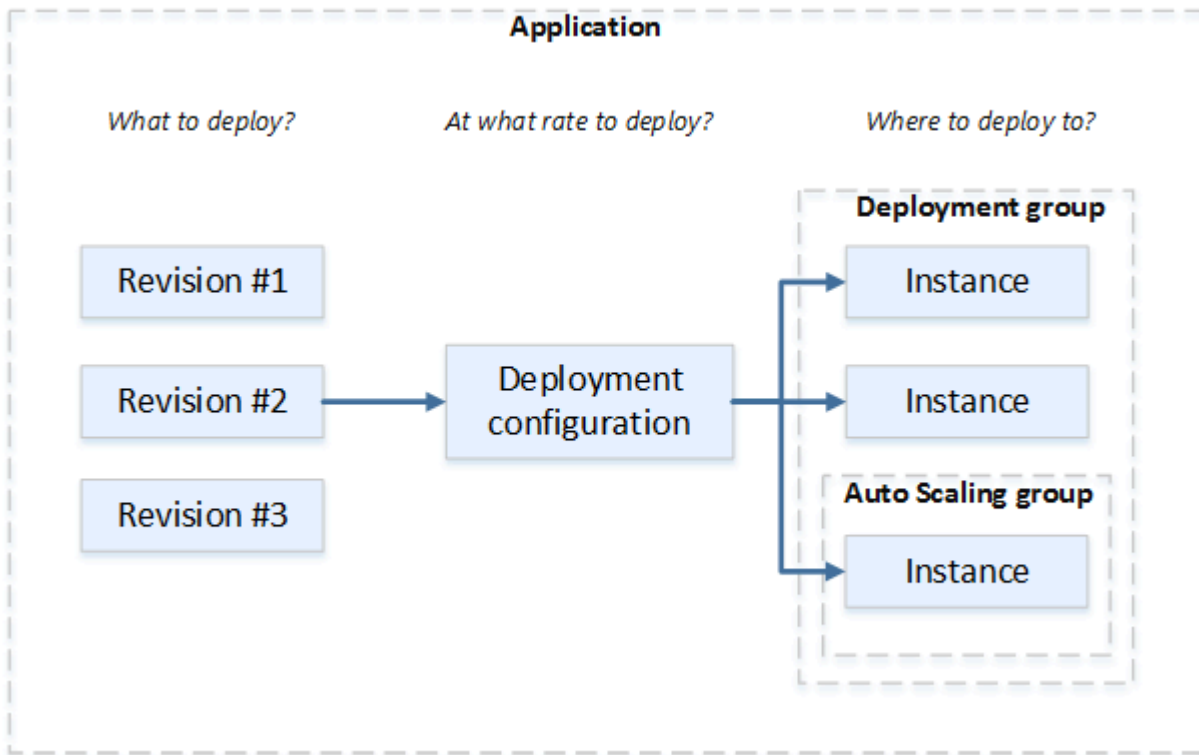 Application
What to deploy?
At what rate to deploy?
Where to deploy to?
Deployment group
Revision #1
Instance
Revision #2
Deployment
configuration
Instance
Revision #3
Auto Scaling group
Instance